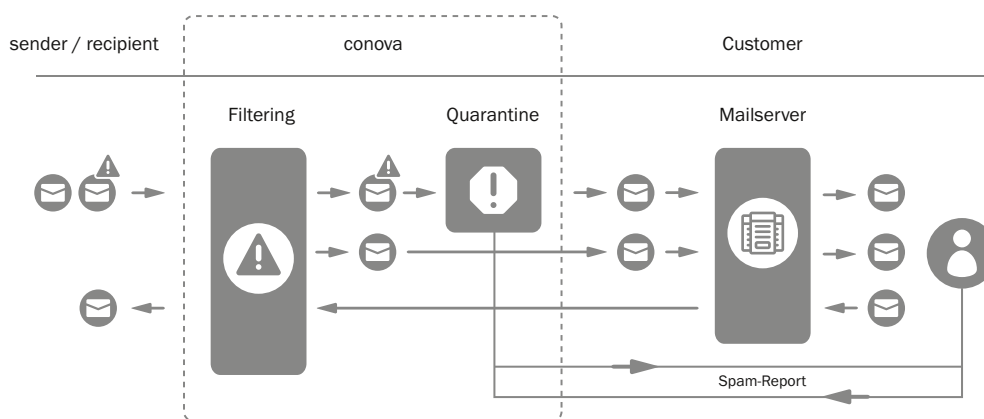 sender / recipient
conova
Customer
Filtering
Quarantine
Mailserver
Spam-Report